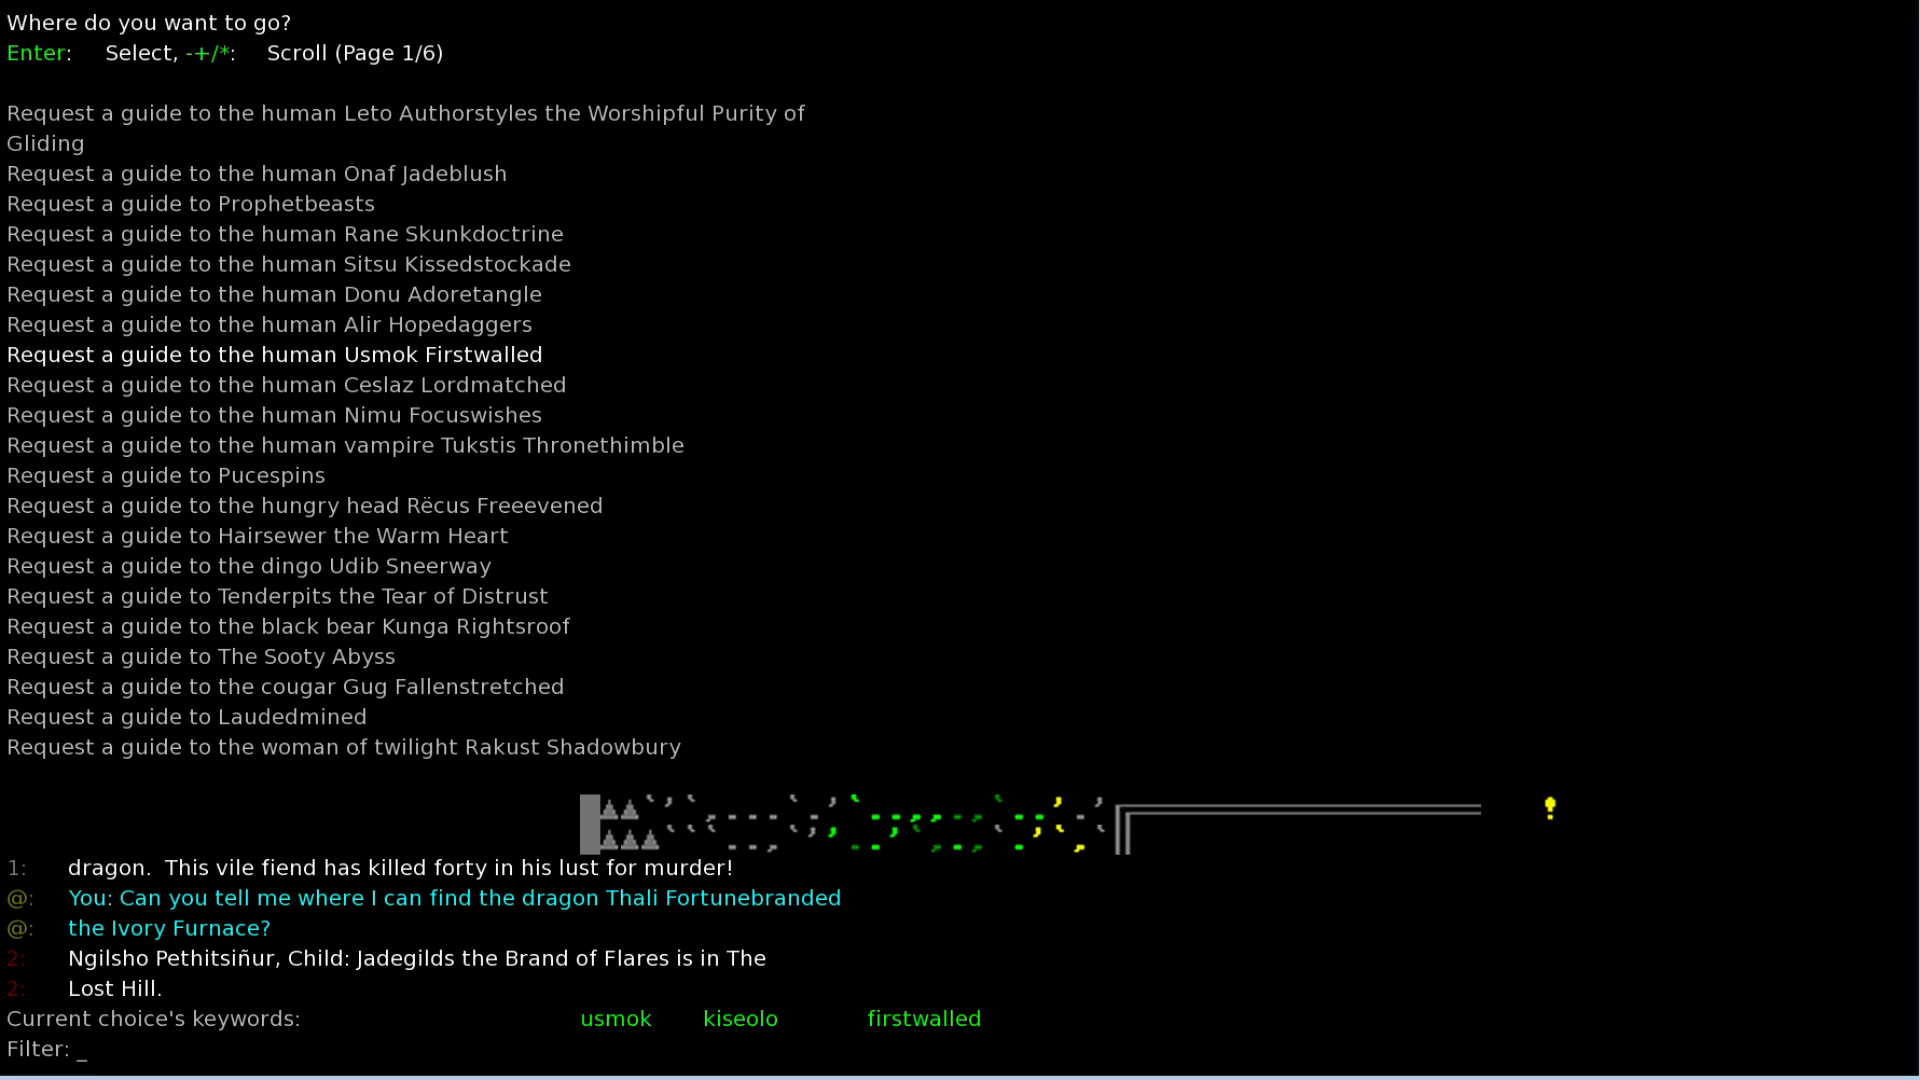 Where do you want to go?
Enter: Select, -+/*: Scroll (Page 1/6)
Request a guide to the human Leto Authorstyles the Worshipful Purity of
Gliding
Request a guide to the human Onaf Jadeblush
Request a guide to Prophetbeasts
Request a guide to the human Rane Skunkdoctrine
Request a guide to the human Sitsu Kissedstockade
Request a guide to the human Donu Adoretangle
Request a guide to the human Alir Hopedaggers
Request a guide to the human Usmok Firstwalled
Request a guide to the human Ceslaz Lordmatched
Request a guide to the human Nimu Focuswishes
Request a guide to the human vampire Tukstis Thronethimble
Request a guide to Pucespins
Request a guide to the hungry head Rëcus Freeevened
Request a guide to Hairsewer the Warm Heart
Request a guide to the dingo Udib Sneerway
Request a guide to Tenderpits the Tear of Distrust
Request a guide to the black bear Kunga Rightsroof
Request a guide to The Sooty Abyss
Request a guide to the cougar Gug Fallenstretched
Request a guide to Laudedmined
Request a guide to the woman of twilight Rakust Shadowbury
1: dragon. This vile fiend has killed forty in his lust for murder!
@: You: Can you tell me where I can find the dragon Thali Fortunebranded
@: the Ivory Furnace?
2: Ngilsho Pethitsiñur, Child: Jadegilds the Brand of Flares is in The
2: Lost Hill.
Current choice's keywords: usmok kiseolo firstwalled
Filter: _